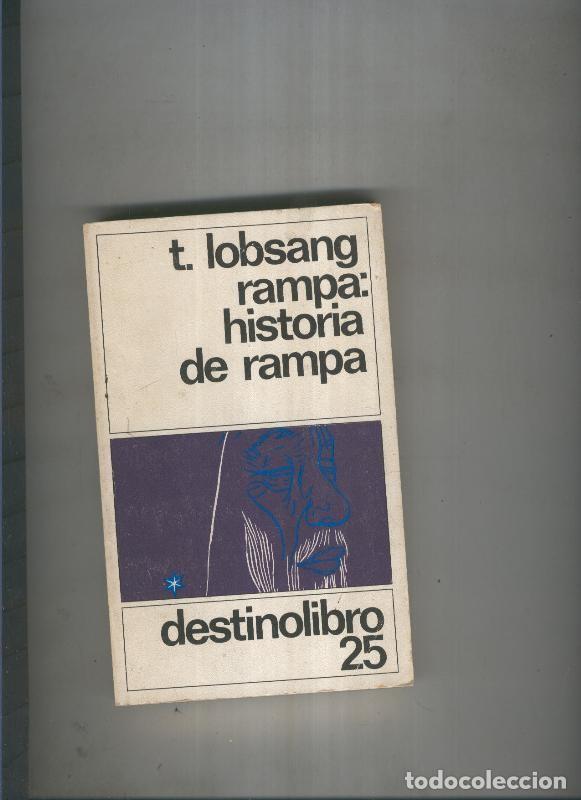 t. lobsang
rampa:
historia
de rampa
destinolibro
25
todocoleccion